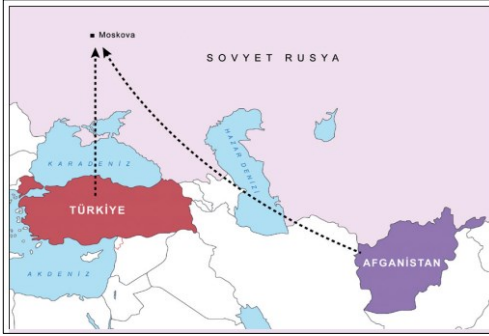 Moskova
SOVYET RUSYA
KARADENİZ
HAZAR DENİZİ
TÜRKİYE
AFGANİSTAN
AKDENİZ